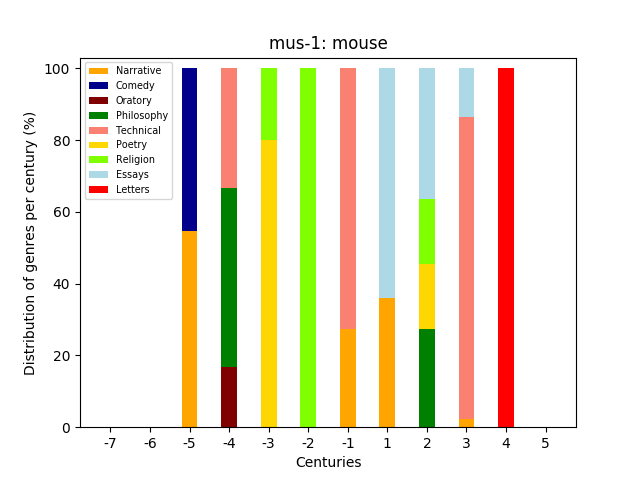 mus-1: mouse
Distribution of genres per century (%)
100
80
60
40
20
0
Narrative
Comedy
Oratory
Philosophy
Technical
Poetry
Religion
Essays
Letters
-7 -6 -5 -4 -3 -2 -1 1 2 3 4 5
Centuries